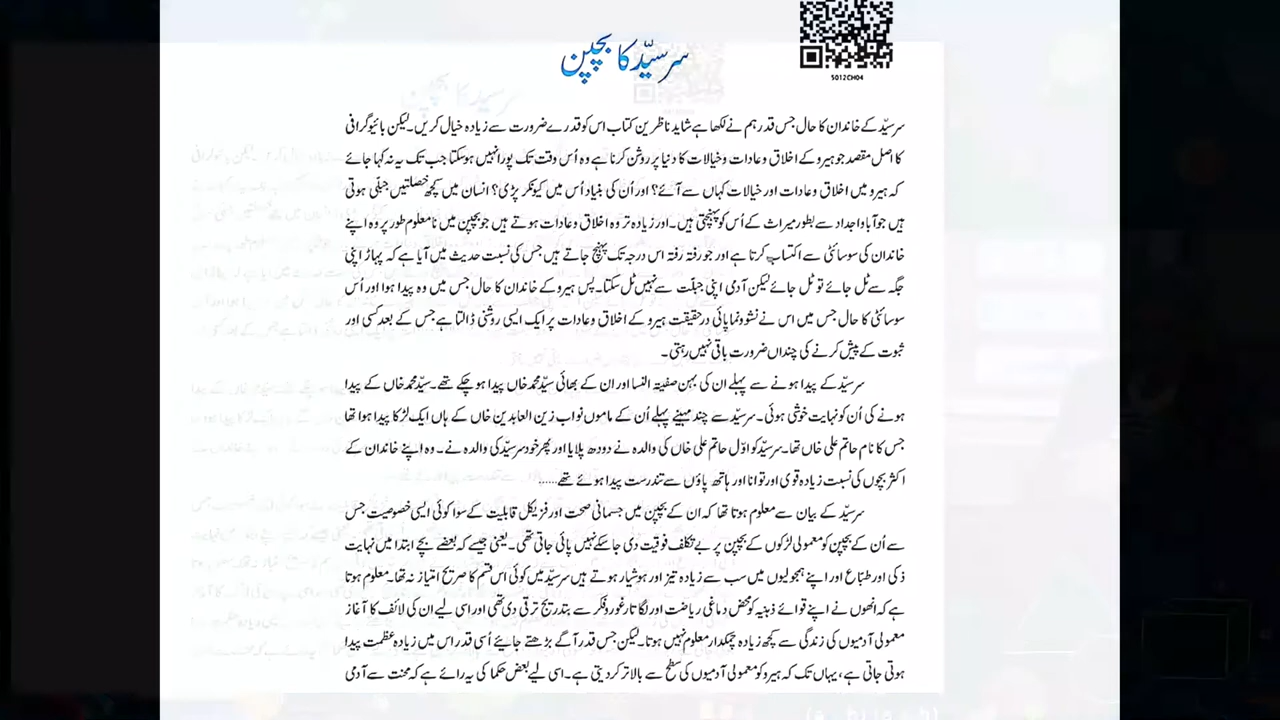 5012CH04
سرسیّد کا بچپن
سرسیّد کے خاندان کا حال جس قدر ہم نے لکھا ہے شاید ناظرین کتاب اس کو قدرے ضرورت سے زیادہ خیال کریں۔ لیکن بائیوگرافی
کا اصل مقصد جو ہیرو کے اخلاق و عادات و خیالات کا دنیا پر روشن کرنا ہے وہ اُس وقت تک پورا نہیں ہوسکتا جب تک یہ نہ کہا جائے
کہ ہیرو میں اخلاق و عادات اور خیالات کہاں سے آئے؟ اور اُن کی بنیاد اُس میں کیونکر پڑی؟ انسان میں کچھ خصلتیں جبلّی ہوتی
ہیں جو آبا و اجداد سے بطور میراث کے اُس کو پہنچتی ہیں۔ اور زیادہ تر وہ اخلاق و عادات ہوتے ہیں جو بچپن میں نامعلوم طور پر وہ اپنے
خاندان کی سوسائٹی سے اکتساب کرتا ہے اور جو رفتہ رفتہ اس درجہ تک پہنچ جاتے ہیں جس کی نسبت حدیث میں آیا ہے کہ پہاڑ اپنی
جگہ سے ٹل جائے تو ٹل جائے لیکن آدمی اپنی جبلّت سے نہیں ٹل سکتا۔ پس ہیرو کے خاندان کا حال جس میں وہ پیدا ہوا اور اُس
سوسائٹی کا حال جس میں اس نے نشو و نما پائی درحقیقت ہیرو کے اخلاق و عادات پر ایک ایسی روشنی ڈالتا ہے جس کے بعد کسی اور
ثبوت کے پیش کرنے کی چنداں ضرورت باقی نہیں رہتی۔
سرسیّد کے پیدا ہونے سے پہلے ان کی بہن صفیۃ النسا اور ان کے بھائی سیّد محمد خاں پیدا ہو چکے تھے۔ سیّد محمد خاں کے پیدا
ہونے کی اُن کو نہایت خوشی ہوئی۔ سرسیّد سے چند مہینے پہلے اُن کے ماموں نواب زین العابدین خاں کے ہاں ایک لڑکا پیدا ہوا تھا
جس کا نام حاتم علی خاں تھا۔ سرسیّد کو اوّل حاتم علی خاں کی والدہ نے دودھ پلایا اور پھر خود سرسیّد کی والدہ نے۔ وہ اپنے خاندان کے
اکثر بچوں کی نسبت زیادہ قوی اور توانا اور ہاتھ پاؤں سے تندرست پیدا ہوئے تھے......
سرسیّد کے بیان سے معلوم ہوتا تھا کہ ان کے بچپن میں جسمانی صحت اور فزیکل قابلیت کے سوا کوئی ایسی خصوصیت جس
سے اُن کے بچپن کو معمولی لڑکوں کے بچپن پر بے تکلف فوقیت دی جاسکے نہیں پائی جاتی تھی۔ یعنی جیسے کہ بعضے بچے ابتدا میں نہایت
ذکی اور طبّاع اور اپنے ہمجولیوں میں سب سے زیادہ تیز اور ہوشیار ہوتے ہیں سرسیّد میں کوئی اس قسم کا صریح امتیاز نہ تھا۔ معلوم ہوتا
ہے کہ انھوں نے اپنے قوائے ذہنیہ کو محض دماغی ریاضت اور لگاتار غور و فکر سے بتدریج ترقی دی تھی اور اسی لیے ان کی لائف کا آغاز
معمولی آدمیوں کی زندگی سے کچھ زیادہ چمکدار معلوم نہیں ہوتا۔ لیکن جس قدر آگے بڑھتے جائیے اُسی قدر اس میں زیادہ عظمت پیدا
ہوتی جاتی ہے، یہاں تک کہ ہیرو کو معمولی آدمیوں کی سطح سے بالاتر کر دیتی ہے۔ اسی لیے بعض حکما کی یہ رائے ہے کہ محنت سے آدمی